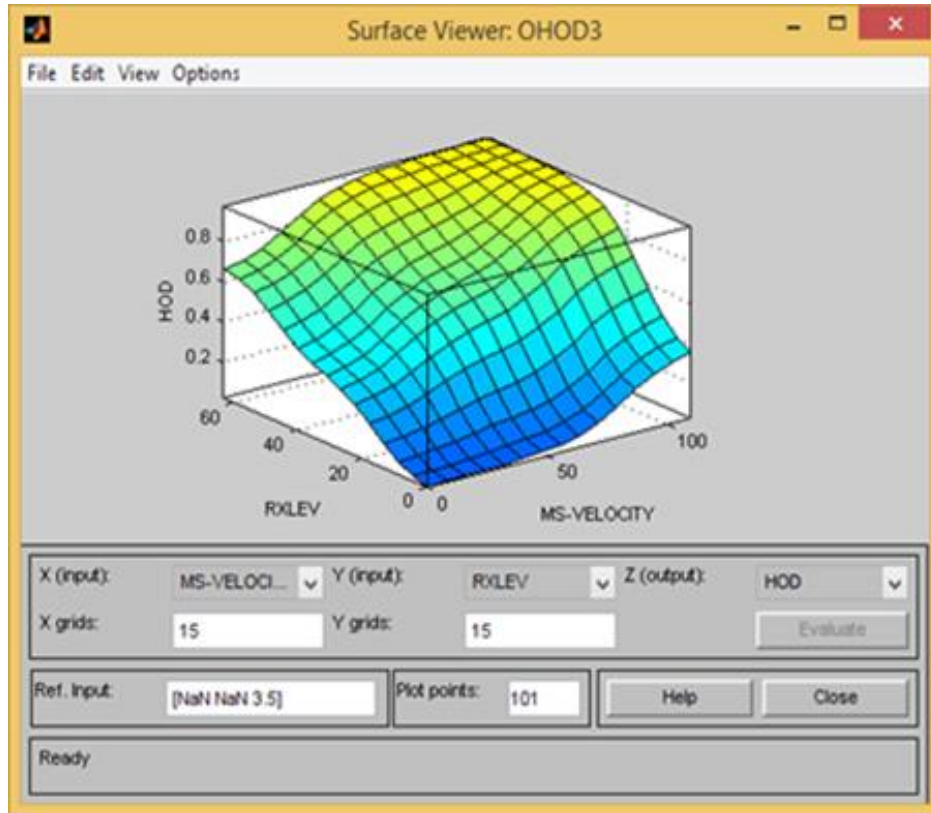 Surface Viewer: OHOD3
File Edit View Options
0.8
0.6
0.4
0.2
HOD
60
40
20
0
0
50
100
RXLEV
MS-VELOCITY
X (input): MS-VELOCI... Y (input): RXLEV Z (output): HOD
X grids: 15 Y grids: 15 Evaluate
Ref. Input: [NaN NaN 3.5] Plot points: 101 Help Close
Ready